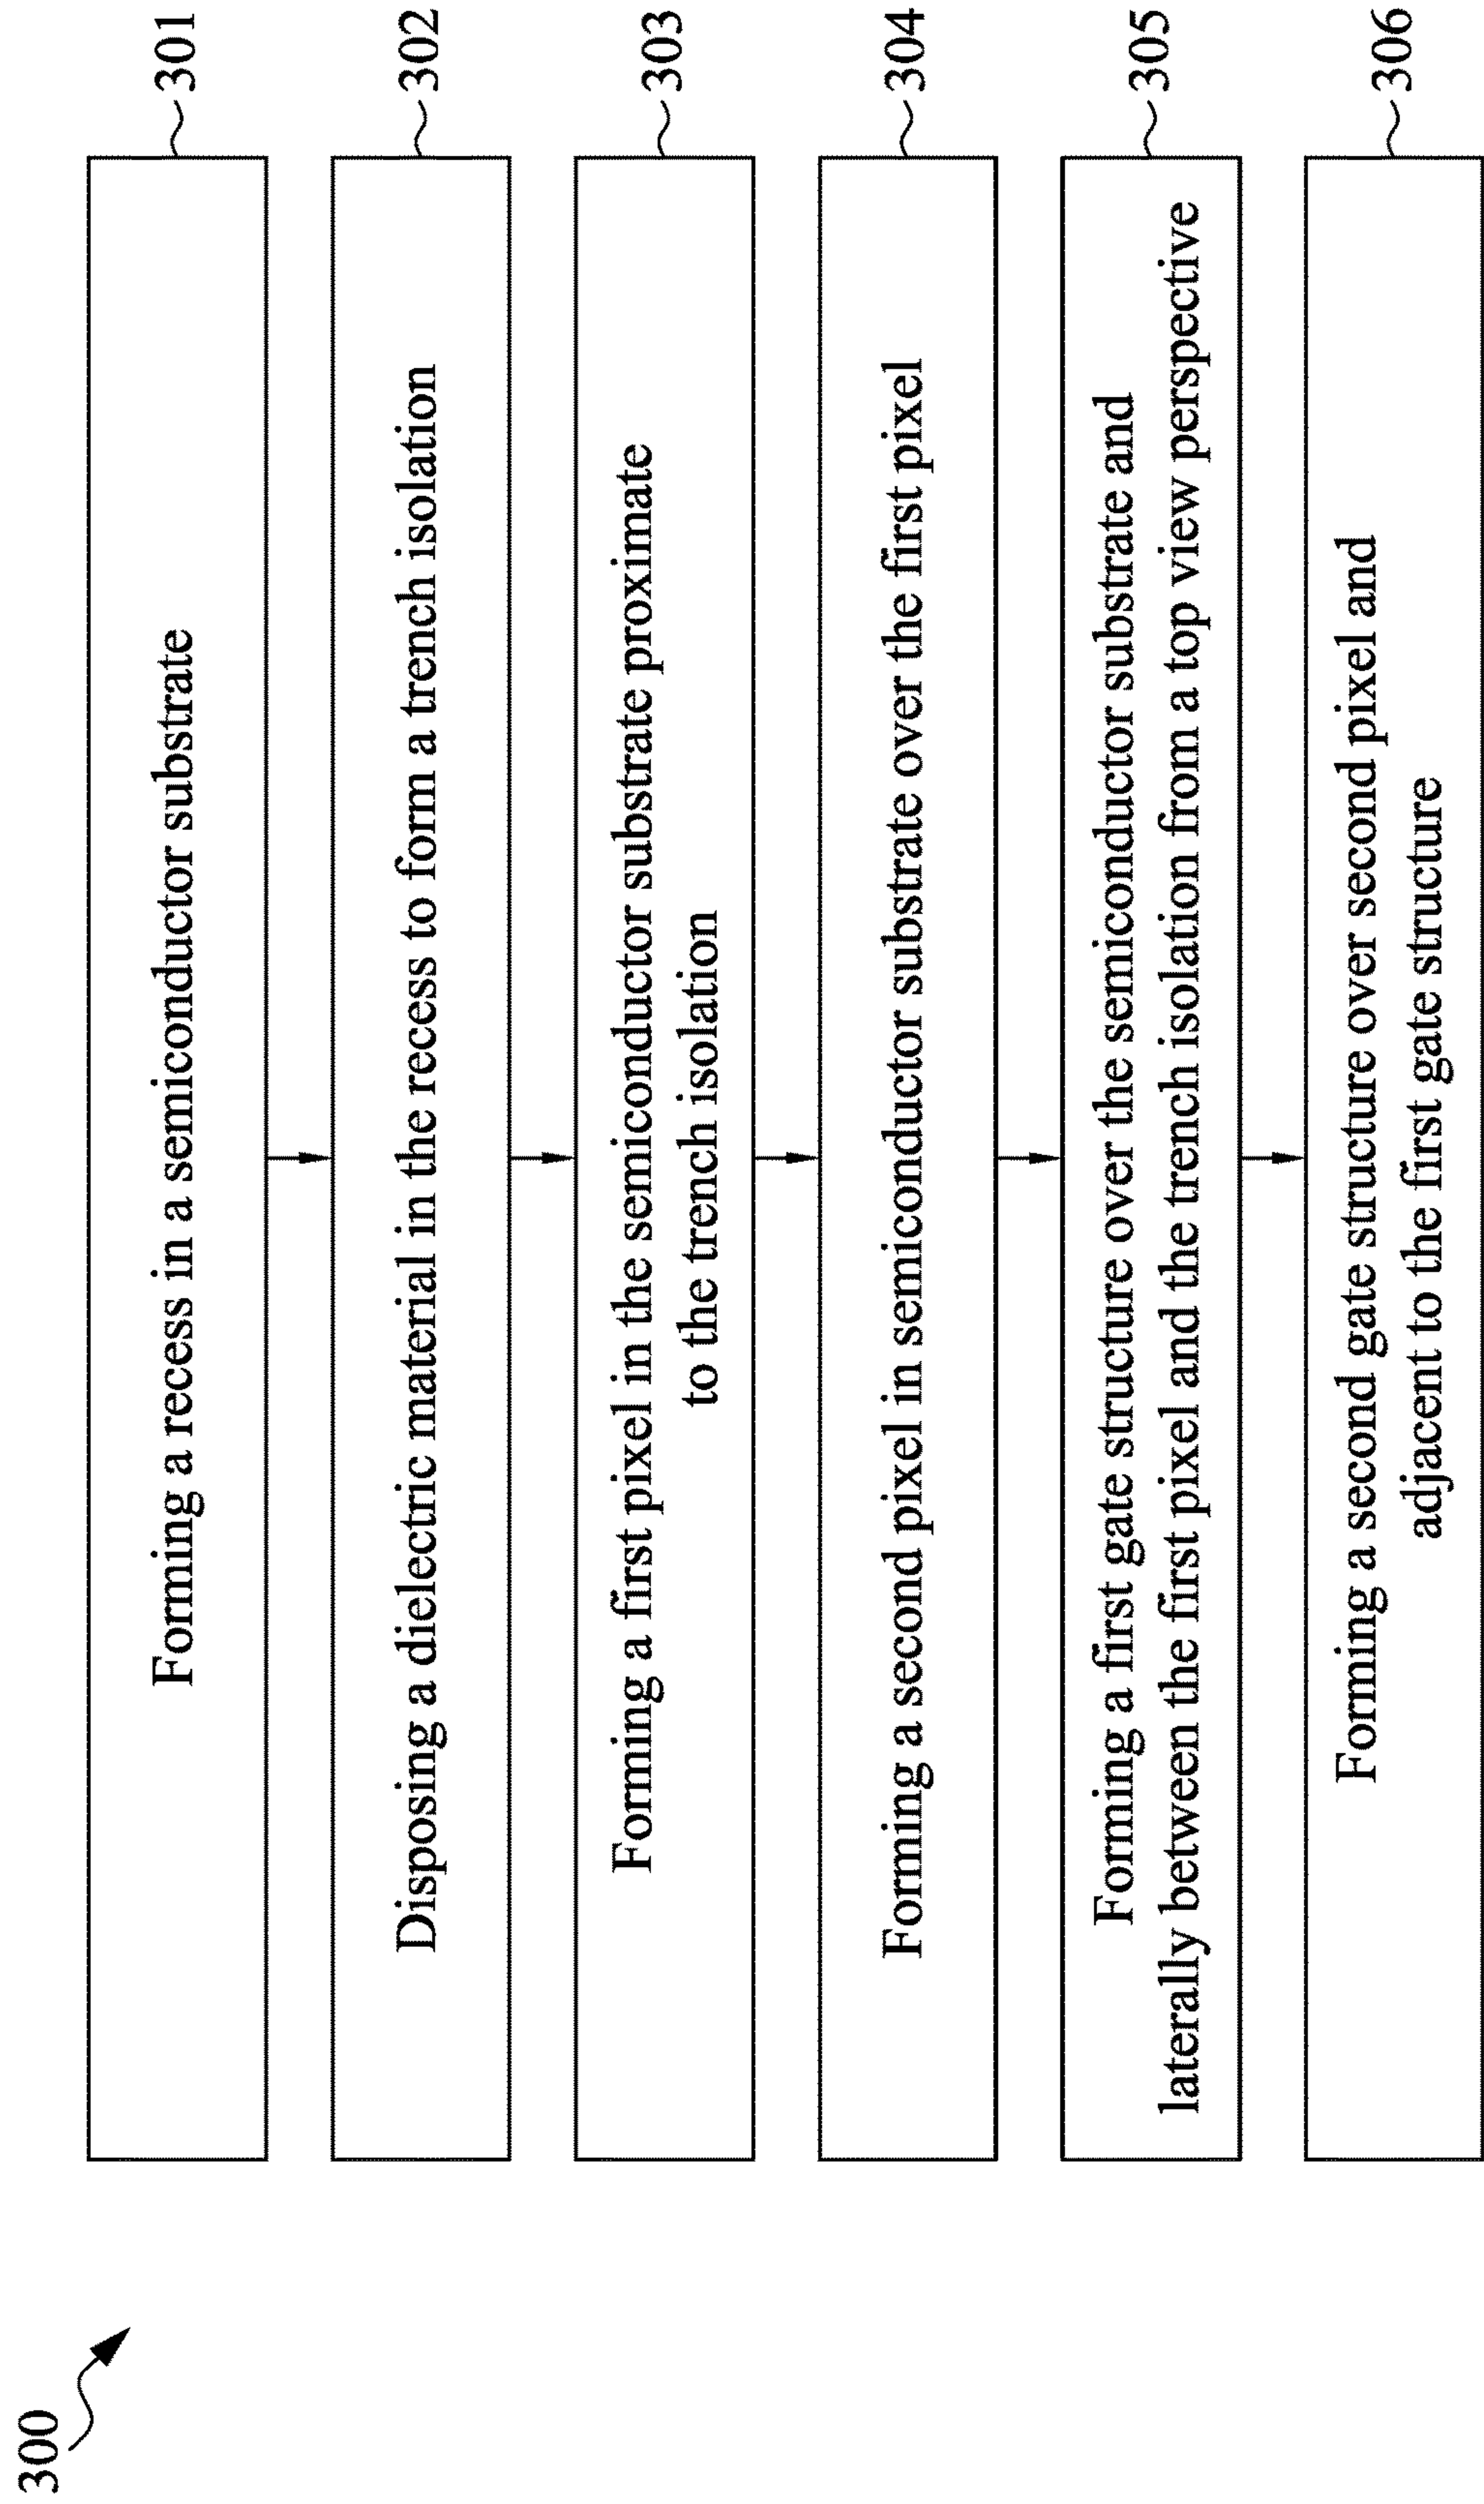 300
Forming a recess in a semiconductor substrate
301
Disposing a dielectric material in the recess to form a trench isolation
302
Forming a first pixel in the semiconductor substrate proximate
to the trench isolation
303
Forming a second pixel in semiconductor substrate over the first pixel
304
Forming a first gate structure over the semiconductor substrate and
laterally between the first pixel and the trench isolation from a top view perspective
305
Forming a second gate structure over second pixel and
adjacent to the first gate structure
306